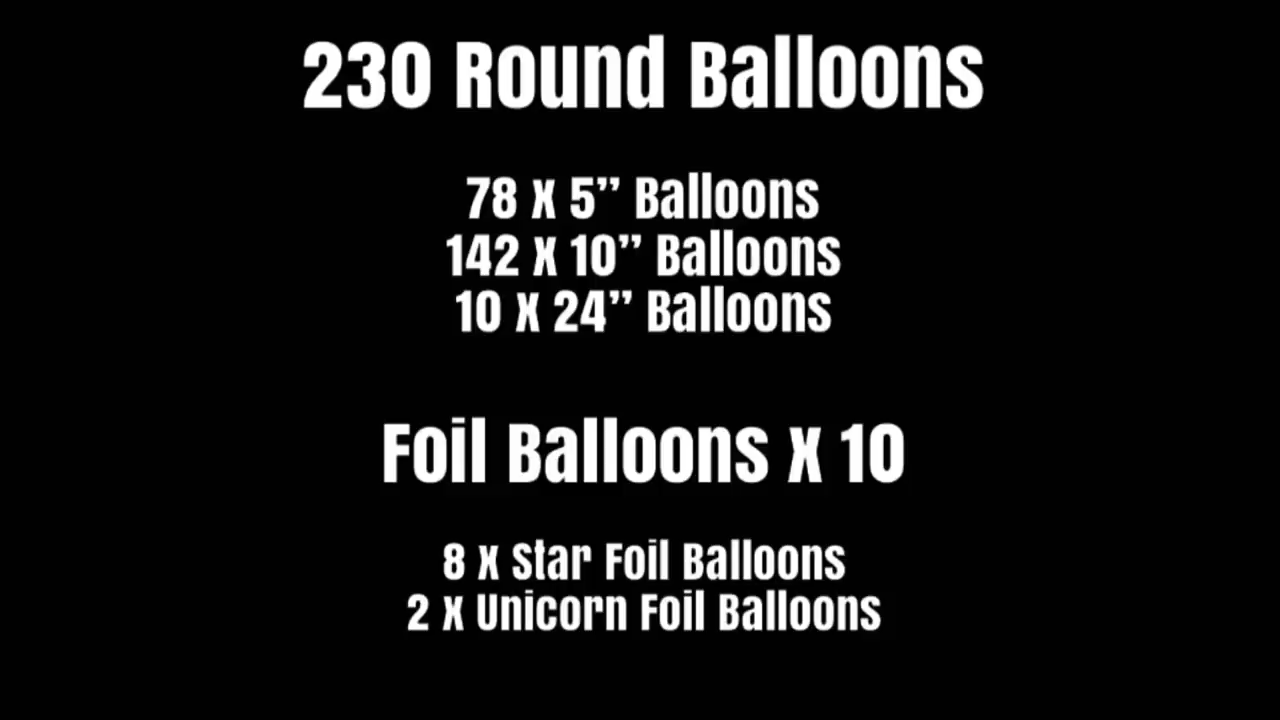 230 Round Balloons
78 X 5” Balloons
142 X 10” Balloons
10 X 24” Balloons
Foil Balloons x 10
8 x Star Foil Balloons
2 x Unicorn Foil Balloons